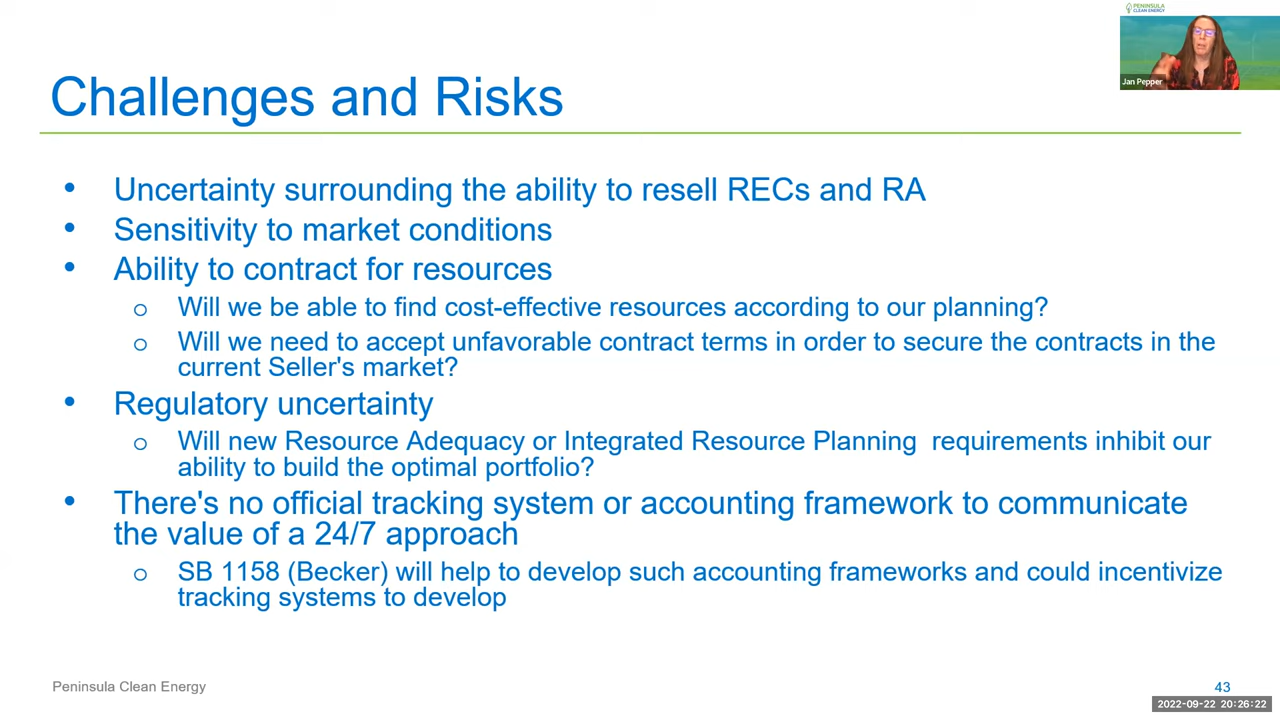 PENINSULA
CLEAN ENERGY
Jan Pepper
Challenges and Risks
• Uncertainty surrounding the ability to resell RECs and RA
• Sensitivity to market conditions
• Ability to contract for resources
o Will we be able to find cost-effective resources according to our planning?
o Will we need to accept unfavorable contract terms in order to secure the contracts in the
current Seller's market?
• Regulatory uncertainty
o Will new Resource Adequacy or Integrated Resource Planning requirements inhibit our
ability to build the optimal portfolio?
• There's no official tracking system or accounting framework to communicate
the value of a 24/7 approach
o SB 1158 (Becker) will help to develop such accounting frameworks and could incentivize
tracking systems to develop
Peninsula Clean Energy
43
2022-09-22 20:26:22